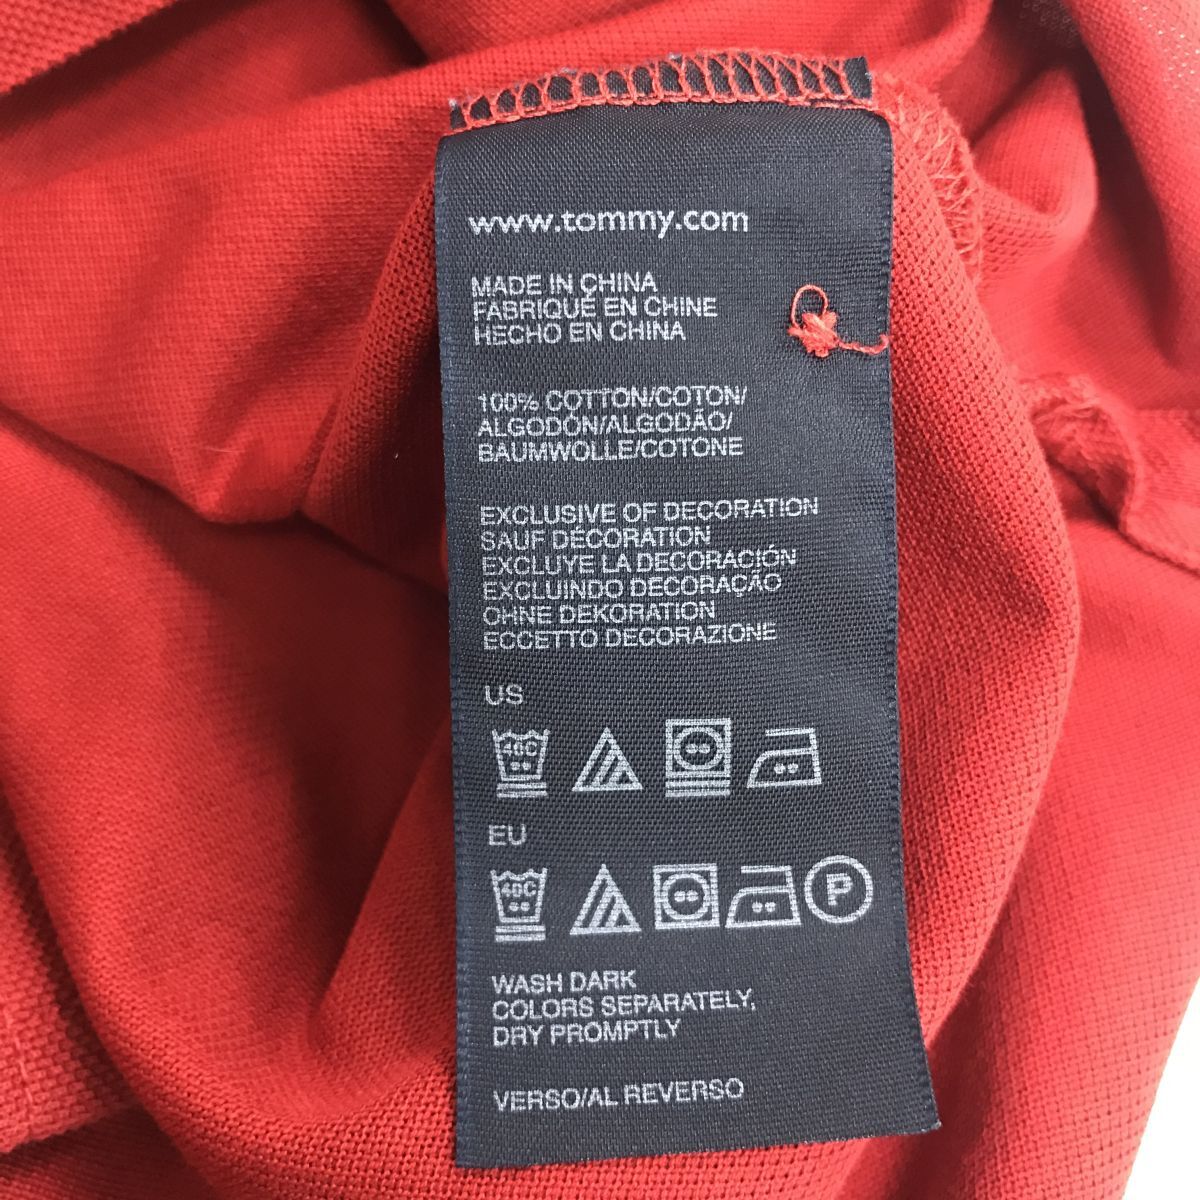 www.tommy.com
MADE IN CHINA
FABRIQUÉ EN CHINE
HECHO EN CHINA
100% COTTON/COTON/
ALGODÓN/ALGODÃO/
BAUMWOLLE/COTONE
EXCLUSIVE OF DECORATION
SAUF DÉCORATION
EXCLUYE LA DECORACIÓN
EXCLUINDO DECORAÇÃO
OHNE DEKORATION
ECCETTO DECORAZIONE
US
40C
EU
40C P
WASH DARK
COLORS SEPARATELY,
DRY PROMPTLY
VERSO/AL REVERSO